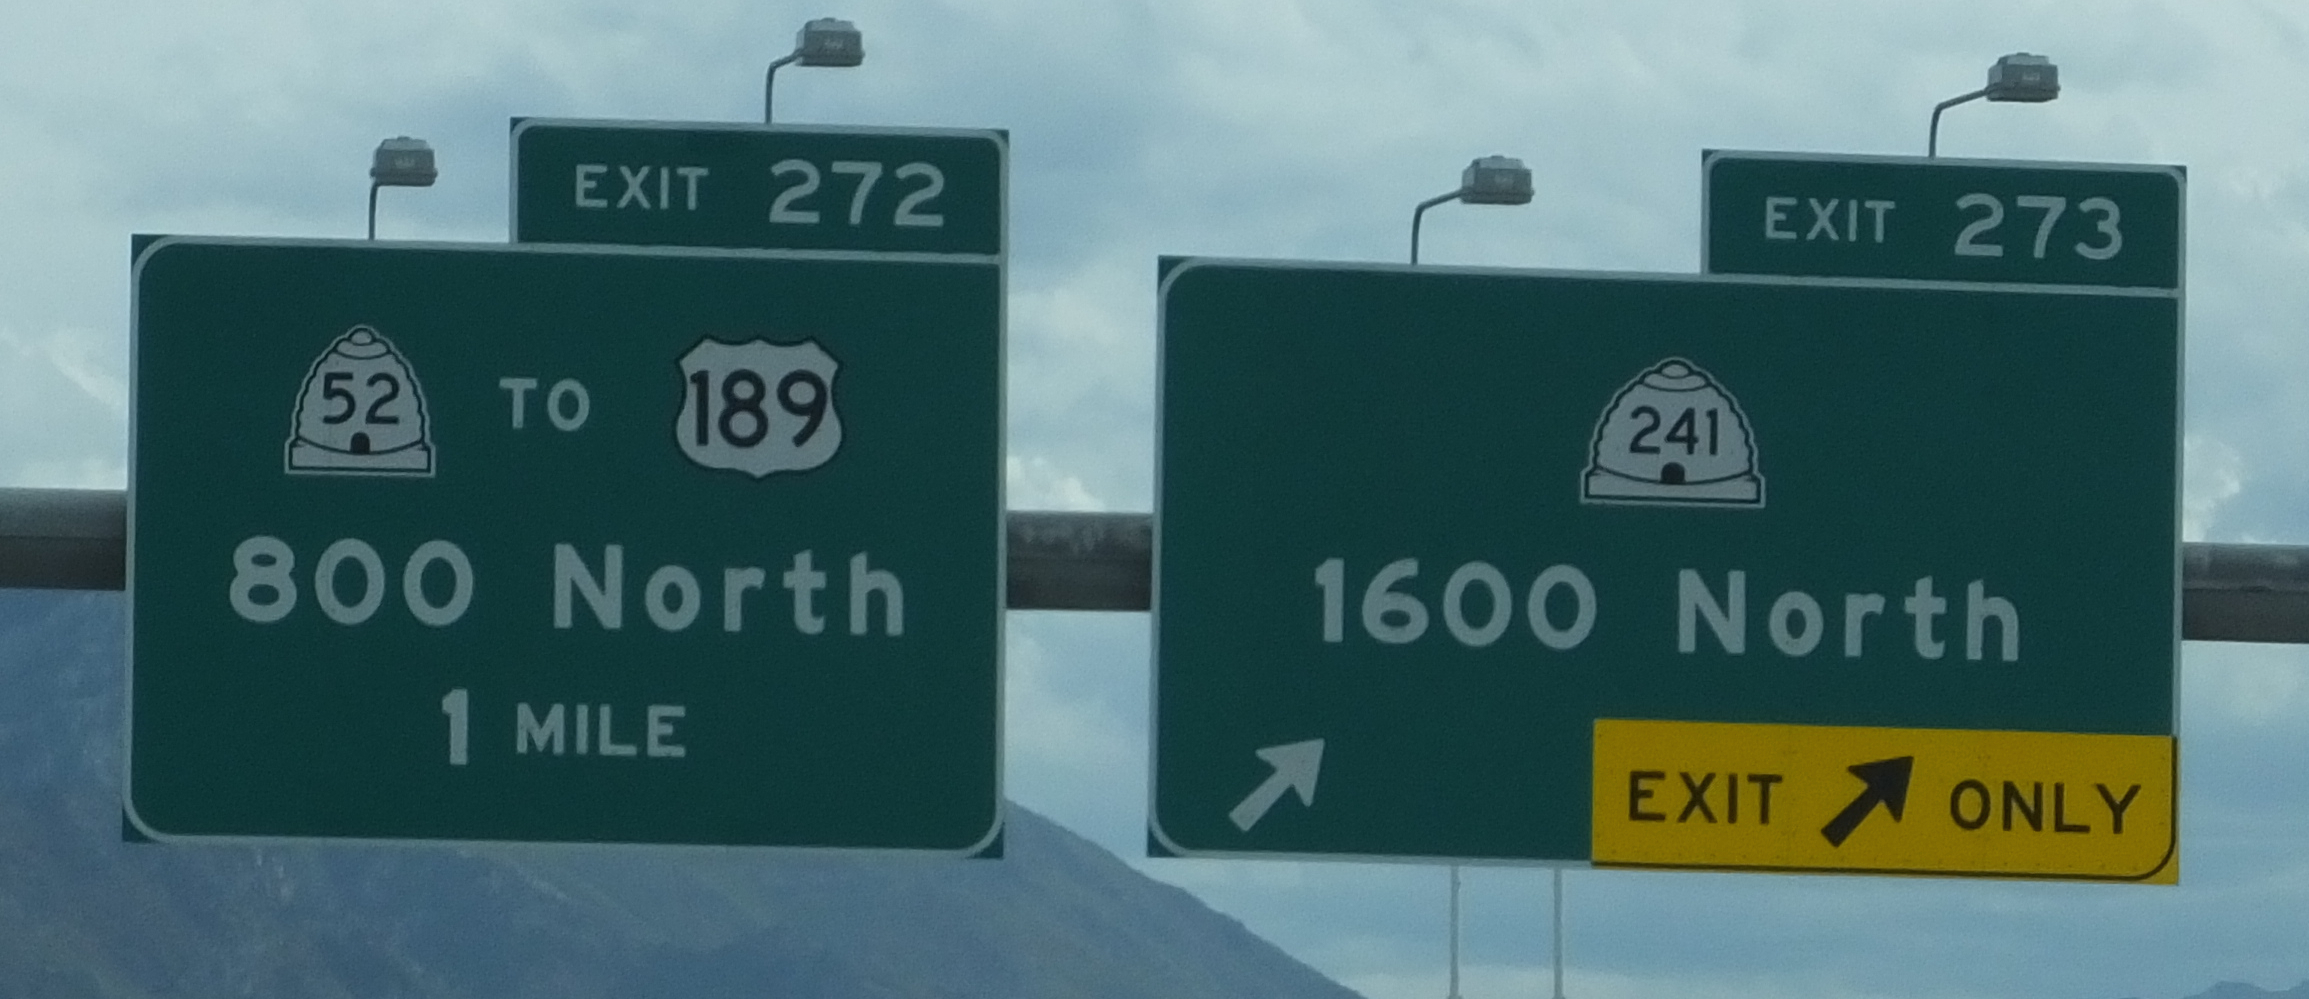 EXIT 272
52 TO 189
800 North
1 MILE
EXIT 273
241
1600 North
EXIT ONLY